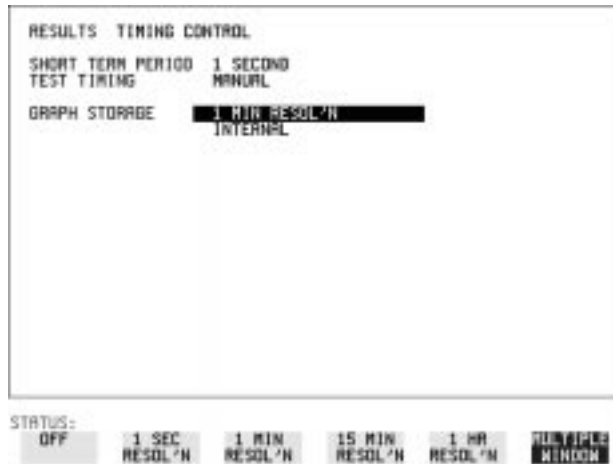 RESULTS TIMING CONTROL
SHORT TERM PERIOD 1 SECOND
TEST TIMING MANUAL
GRAPH STORAGE 1 MIN RESOL'N
INTERNAL
STATUS:
OFF 1 SEC RESOL'N 1 MIN RESOL'N 15 MIN RESOL'N 1 HR RESOL'N MULTIPLE WINDOW